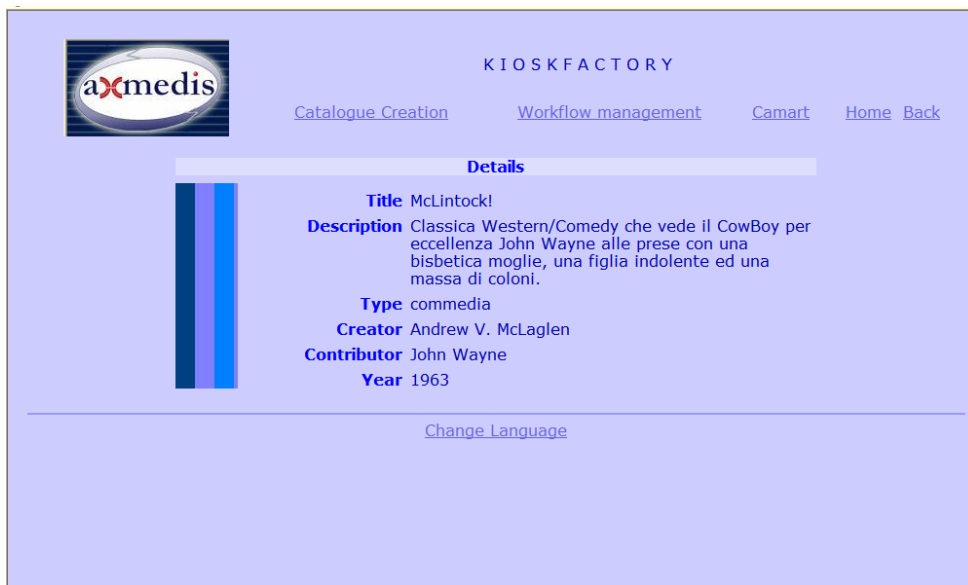 axmedis
KIOSKFACTORY
Catalogue Creation Workflow management Camart Home Back
Details
Title McLintock!
Description Classica Western/Comedy che vede il CowBoy per
eccellenza John Wayne alle prese con una
bisbetica moglie, una figlia indolente ed una
massa di coloni.
Type commedia
Creator Andrew V. McLaglen
Contributor John Wayne
Year 1963
Change Language